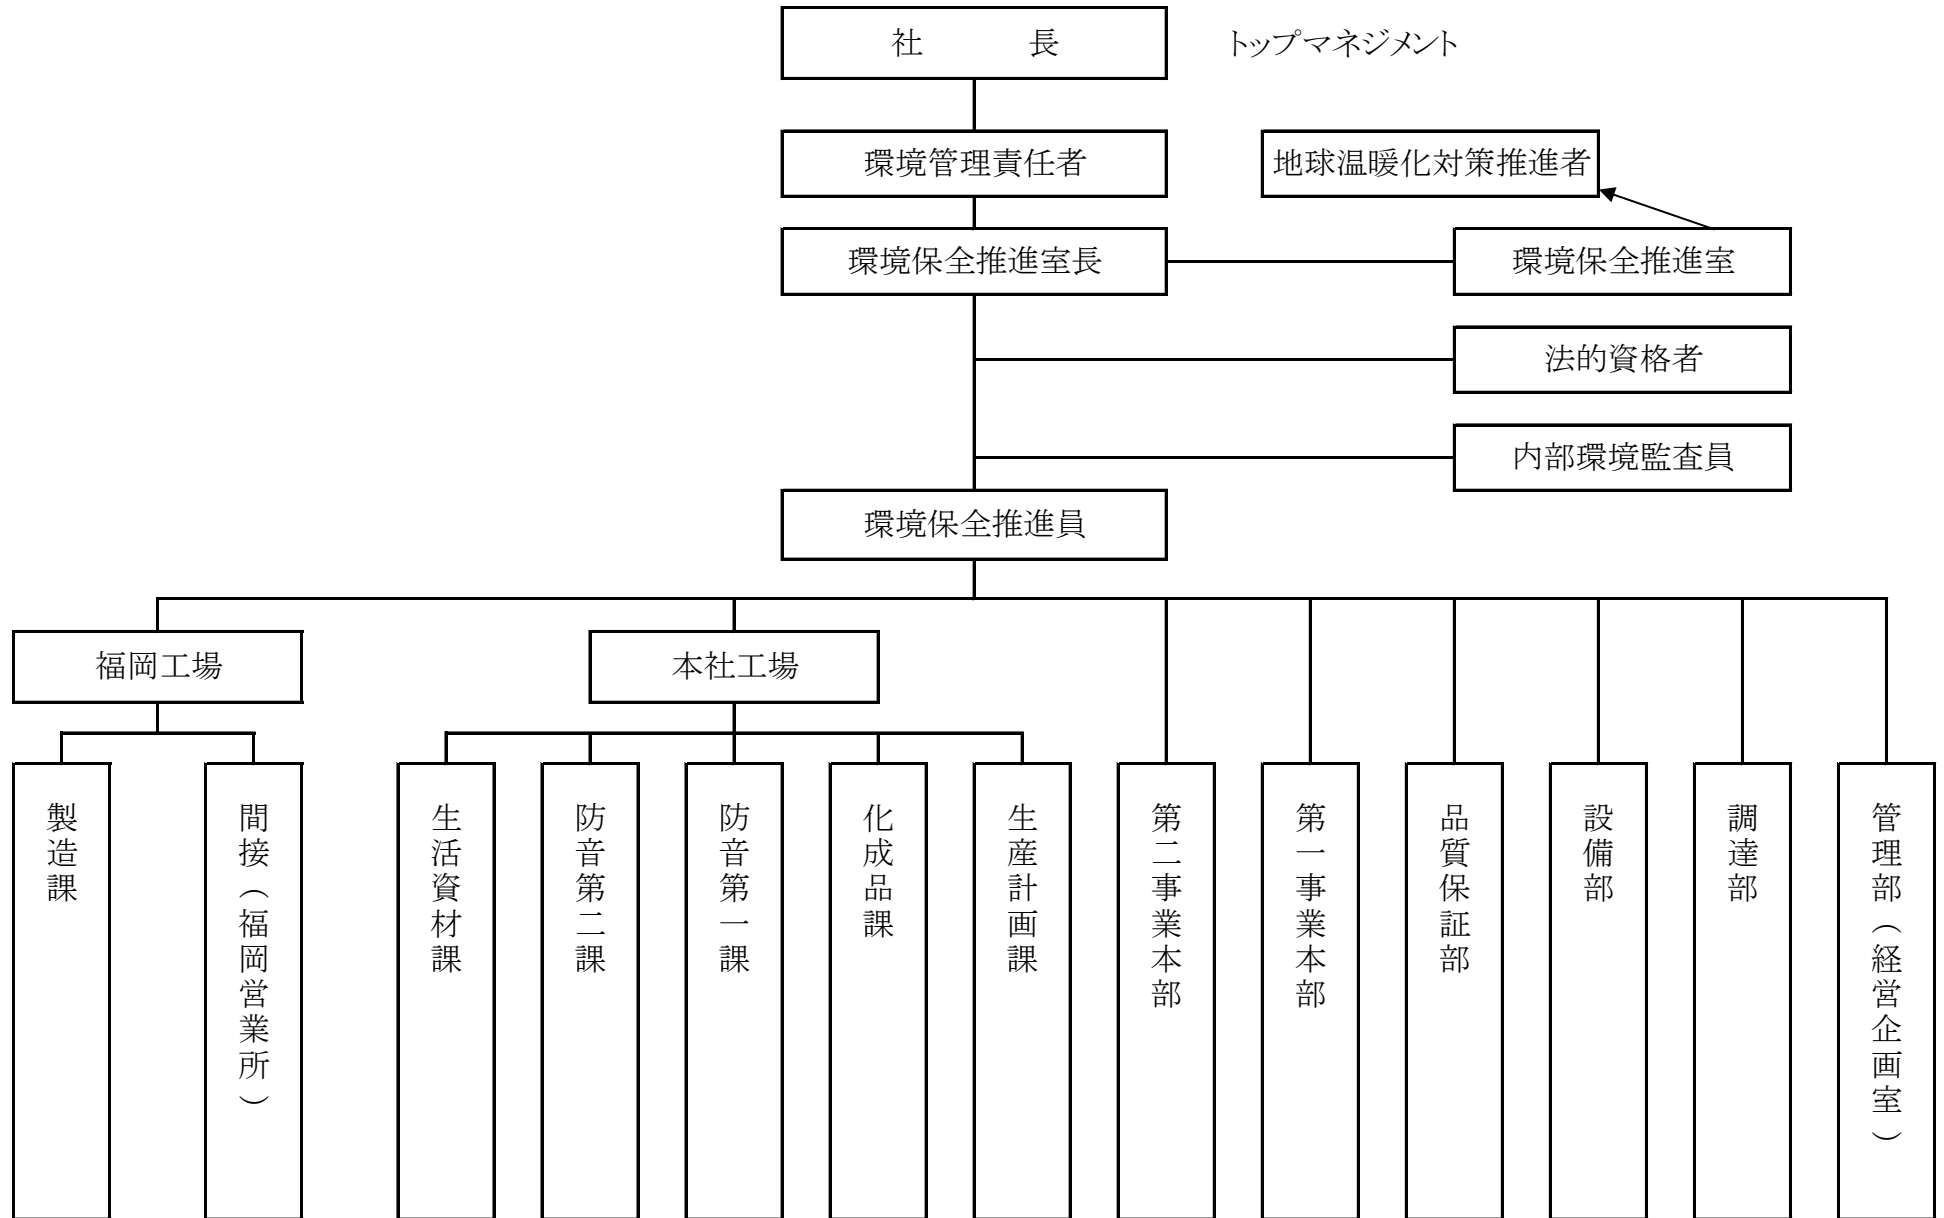 社　長
トップマネジメント
環境管理責任者
地球温暖化対策推進者
環境保全推進室長
環境保全推進室
法的資格者
内部環境監査員
環境保全推進員
福岡工場
本社工場
製造課
間接（福岡営業所）
生活資材課
防音第二課
防音第一課
化成品課
生産計画課
第二事業本部
第一事業本部
品質保証部
設備部
調達部
管理部（経営企画室）